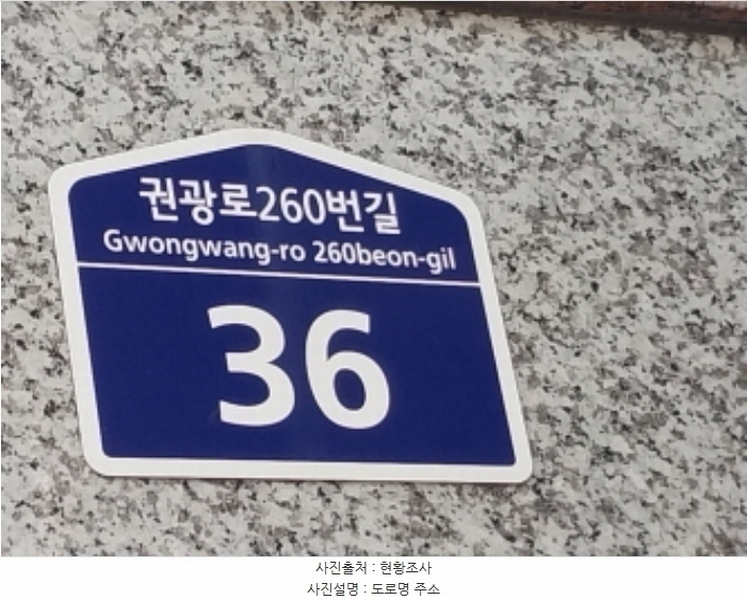 권광로260번길
Gwongwang-ro 260beon-gil
36
사진출처 : 현황조사
사진설명 : 도로명 주소